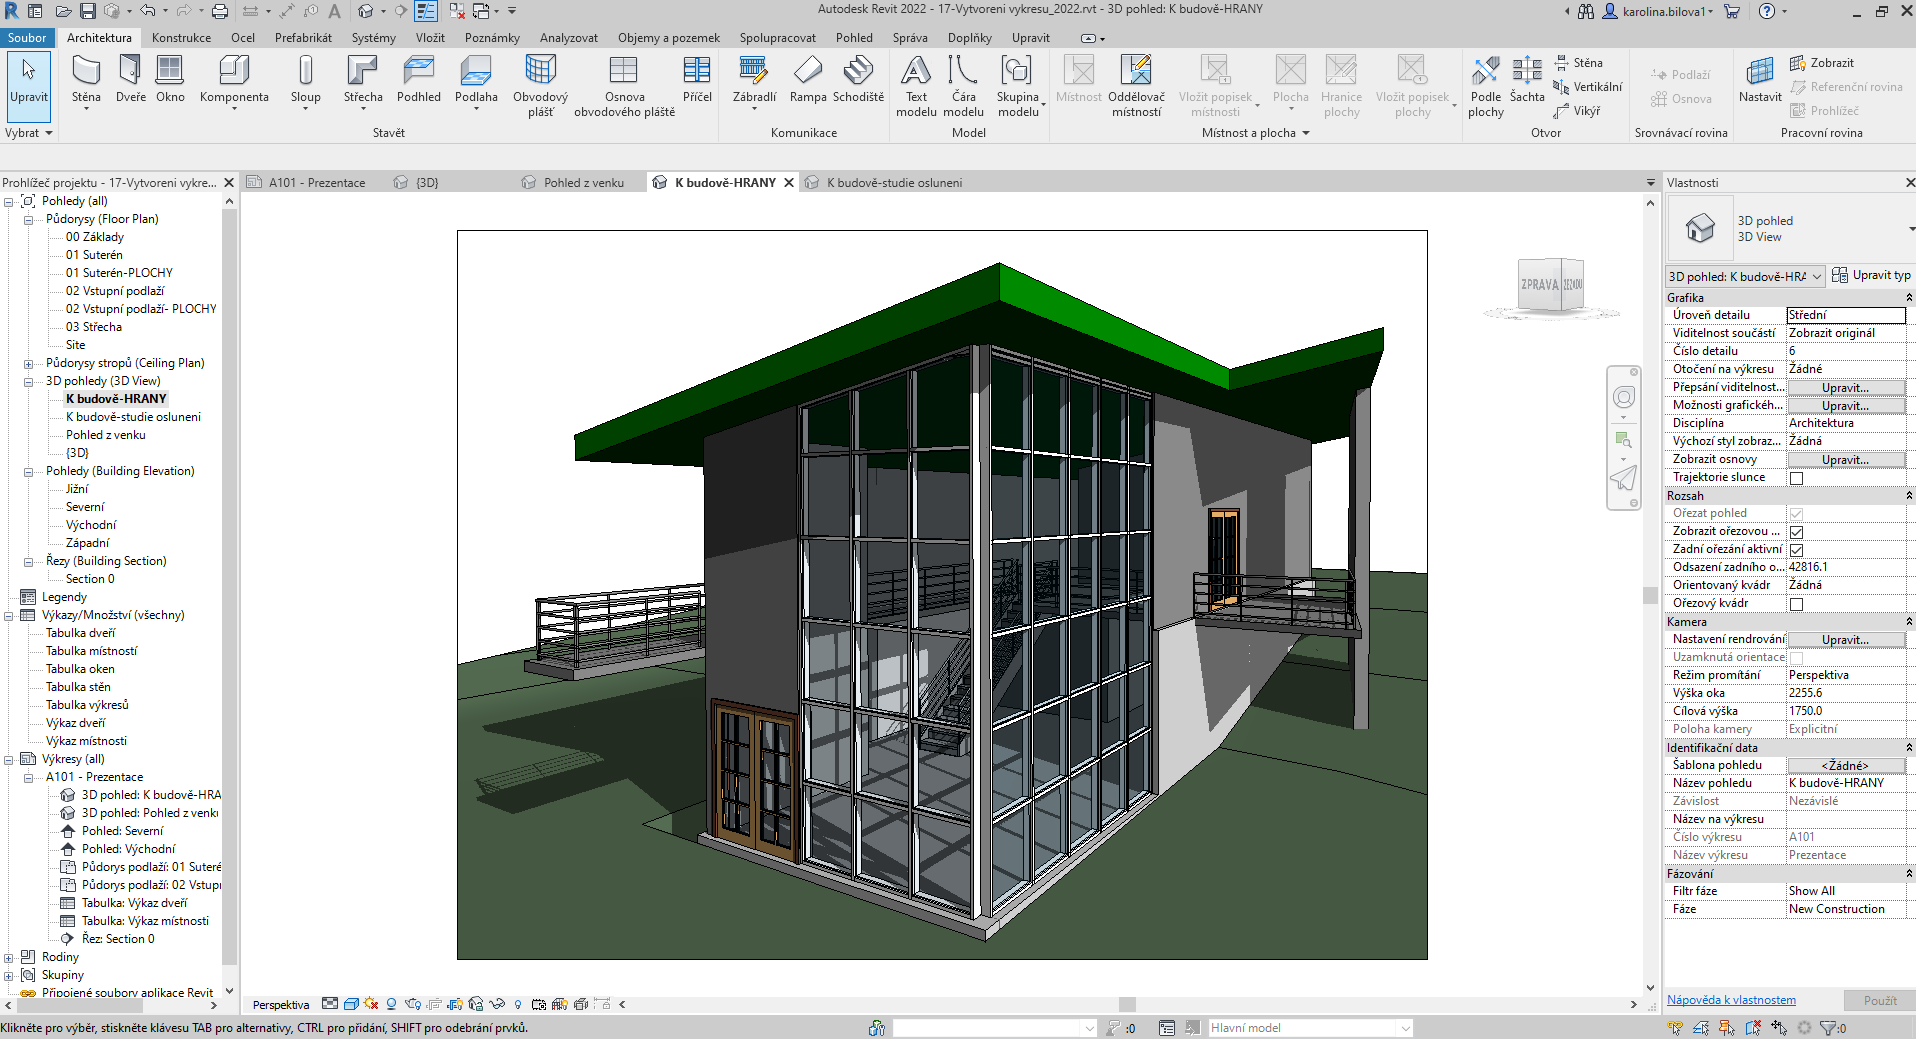 Autodesk Revit 2022 - 17-Vytvoreni vykresu_2022.rvt - 3D pohled: K budově-HRANY
karolina.bilova1
Soubor Architektura Konstrukce Ocel Prefabrikát Systémy Vložit Poznámky Analyzovat Objemy a pozemek Spolupracovat Pohled Správa Doplňky Upravit
Upravit Stěna Dveře Okno Komponenta Sloup Střecha Podhled Podlaha Obvodový plášť Osnova obvodového pláště Příčel Zábradlí Rampa Schodiště Text modelu Čára modelu Skupina modelu Místnost Oddělovač místností Vložit popisek místnosti Plocha Hranice plochy Vložit popisek plochy Podle plochy Šachta Stěna Vertikální Vikýř Podlaží Osnova Nastavit Zobrazit Referenční rovina Prohlížeč
Vybrat Stavět Komunikace Model Místnost a plocha Otvor Srovnávací rovina Pracovní rovina
Prohlížeč projektu - 17-Vytvoreni vykre...
A101 - Prezentace {3D} Pohled z venku K budově-HRANY K budově-studie osluneni
Pohledy (all)
Půdorysy (Floor Plan)
00 Základy
01 Suterén
01 Suterén-PLOCHY
02 Vstupní podlaží
02 Vstupní podlaží- PLOCHY
03 Střecha
Site
Půdorysy stropů (Ceiling Plan)
3D pohledy (3D View)
K budově-HRANY
K budově-studie osluneni
Pohled z venku
{3D}
Pohledy (Building Elevation)
Jižní
Severní
Východní
Západní
Řezy (Building Section)
Section 0
Legendy
Výkazy/Množství (všechny)
Tabulka dveří
Tabulka místností
Tabulka oken
Tabulka stěn
Tabulka výkresů
Výkaz dveří
Výkaz místnosti
Výkresy (all)
A101 - Prezentace
3D pohled: K budově-HRA
3D pohled: Pohled z venku
Pohled: Severní
Pohled: Východní
Půdorys podlaží: 01 Suteré
Půdorys podlaží: 02 Vstupr
Tabulka: Výkaz dveří
Tabulka: Výkaz místnosti
Řez: Section 0
Rodiny
Skupiny
Připojené soubory aplikace Revit
ZPRAVA ZEZADU
Vlastnosti
3D pohled
3D View
3D pohled: K budově-HRA Upravit typ
Grafika
Úroveň detailu Střední
Viditelnost součástí Zobrazit originál
Číslo detailu 6
Otočení na výkresu Žádné
Přepsání viditelnost... Upravit...
Možnosti grafickéh... Upravit...
Disciplína Architektura
Výchozí styl zobraz... Žádná
Zobrazit osnovy Upravit...
Trajektorie slunce
Rozsah
Ořezat pohled
Zobrazit ořezovou ...
Zadní ořezání aktivní
Odsazení zadního o... 42816.1
Orientovaný kvádr Žádná
Ořezový kvádr
Kamera
Nastavení rendrování Upravit...
Uzamknutá orientace
Režim promítání Perspektiva
Výška oka 2255.6
Cílová výška 1750.0
Poloha kamery Explicitní
Identifikační data
Šablona pohledu <Žádné>
Název pohledu K budově-HRANY
Závislost Nezávislé
Název na výkresu
Číslo výkresu A101
Název výkresu Prezentace
Fázování
Filtr fáze Show All
Fáze New Construction
Nápověda k vlastnostem Použít
Perspektiva
Klikněte pro výběr, stiskněte klávesu TAB pro alternativy, CTRL pro přidání, SHIFT pro odebrání prvků.
:0 Hlavní model :0